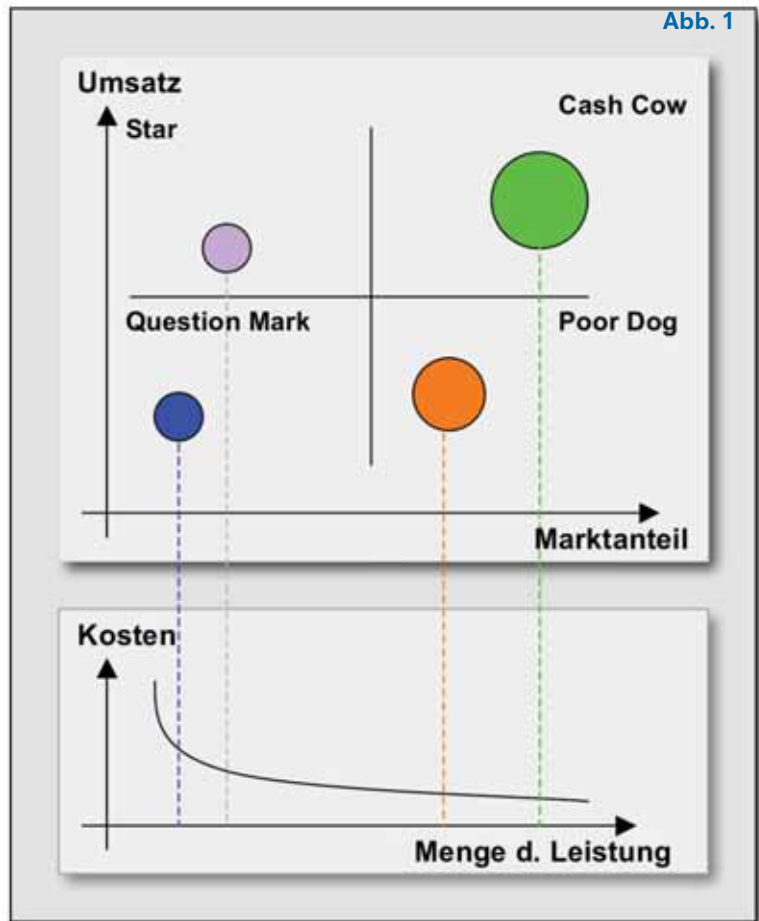 Abb. 1
Umsatz
Cash Cow
Star
Question Mark
Poor Dog
Marktanteil
Kosten
Menge d. Leistung